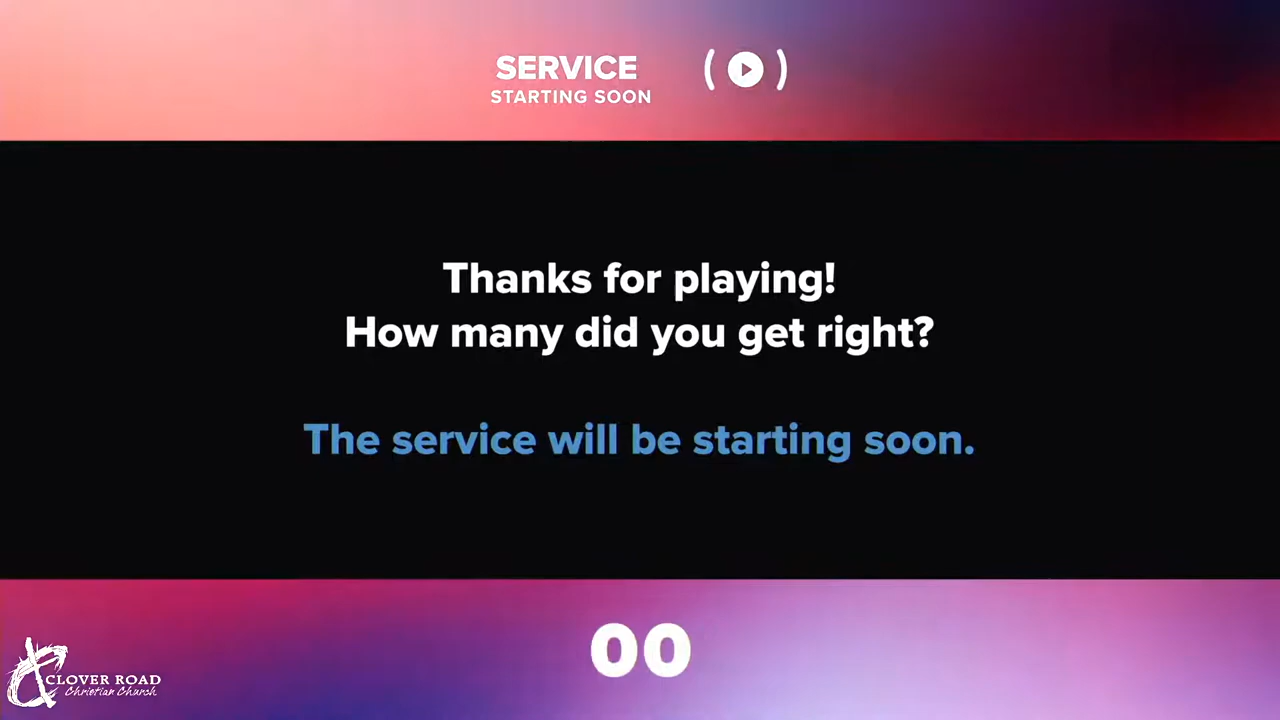 SERVICE
STARTING SOON
Thanks for playing!
How many did you get right?
The service will be starting soon.
00
CLOVER ROAD
Christian Church